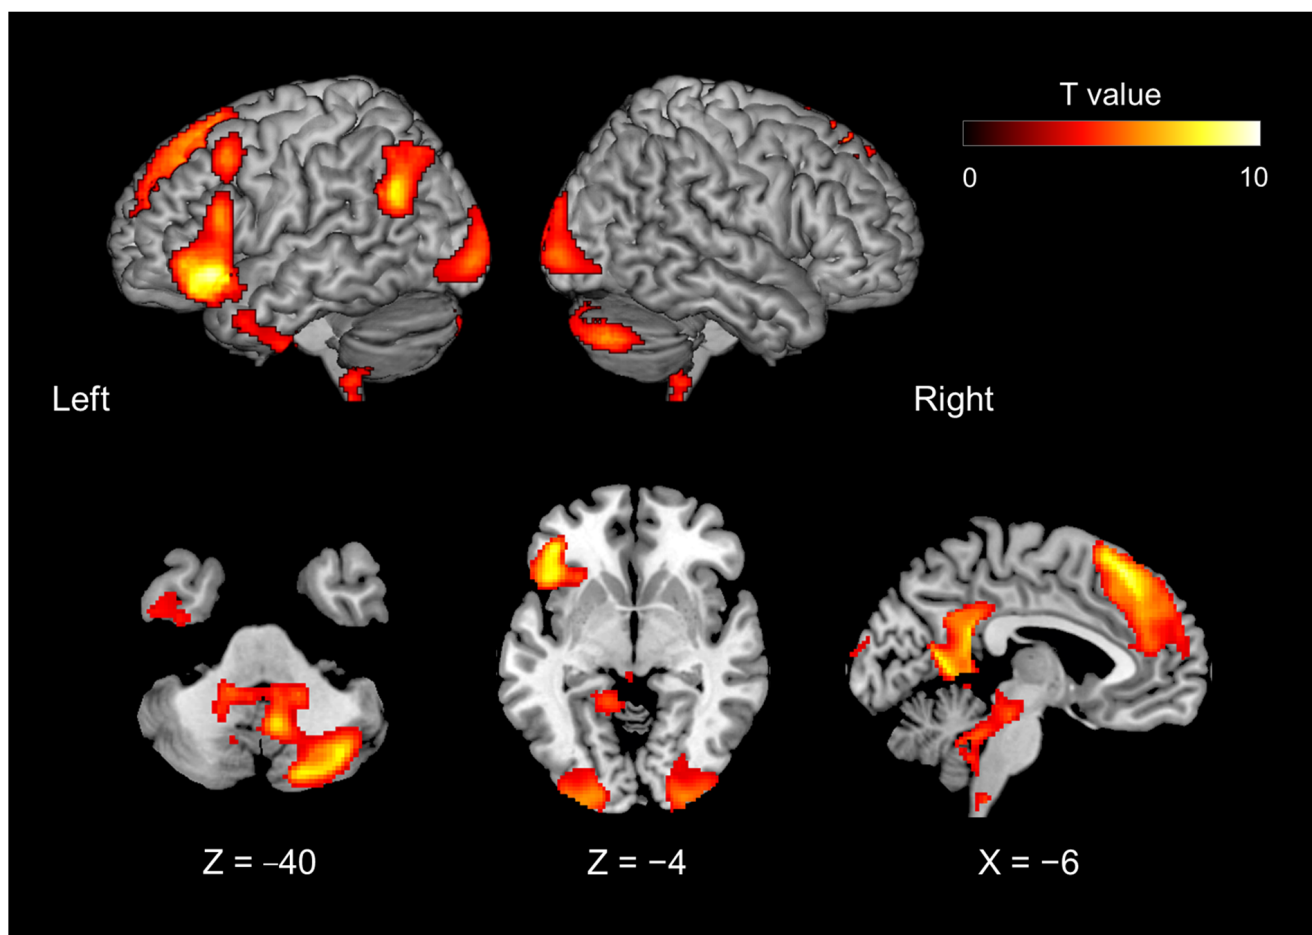 T value
0 10
Left
Right
Z = –40
Z = −4
X = −6